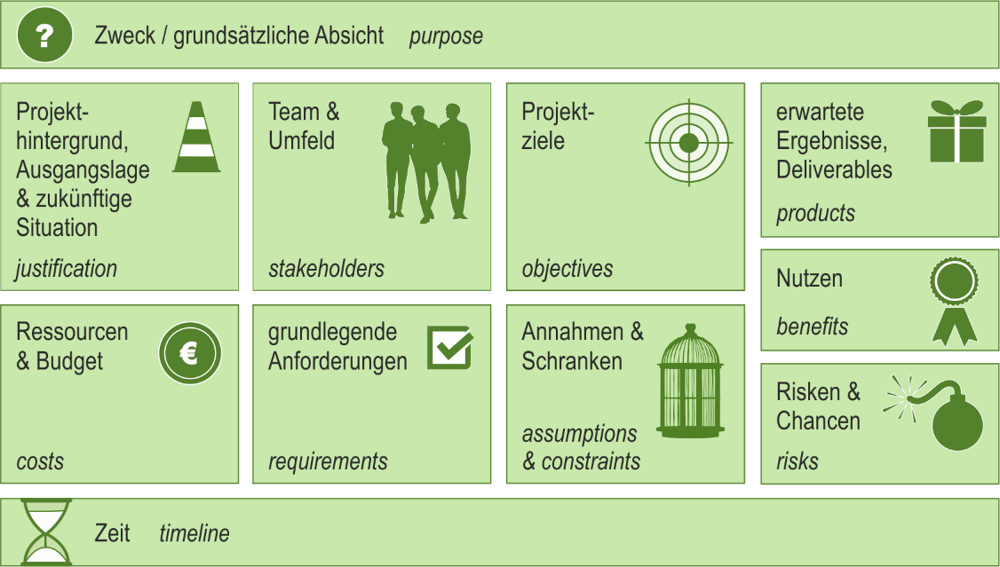 ?
Zweck / grundsätzliche Absicht purpose
Projekt-
hintergrund,
Ausgangslage
& zukünftige
Situation
justification
Team &
Umfeld
stakeholders
Projekt-
ziele
objectives
erwartete
Ergebnisse,
Deliverables
products
Nutzen
benefits
Ressourcen
& Budget
€
costs
grundlegende
Anforderungen
requirements
Annahmen &
Schranken
assumptions
& constraints
Risken &
Chancen
risks
Zeit timeline